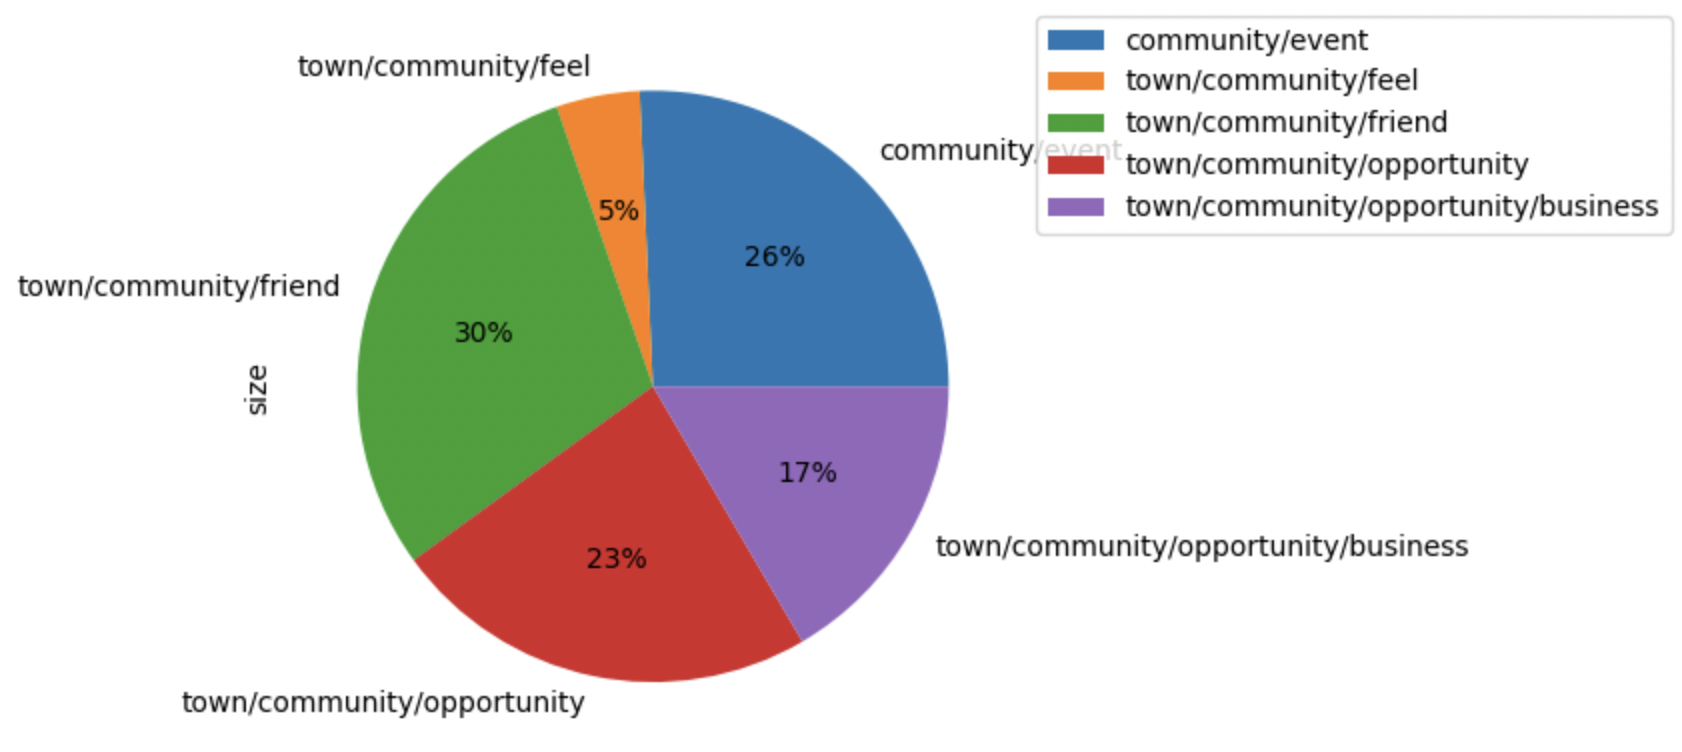 town/community/feel
community/event
town/community/friend
town/community/opportunity
town/community/opportunity/business
size
5%
26%
30%
23%
17%
community/event
town/community/feel
town/community/friend
town/community/opportunity
town/community/opportunity/business